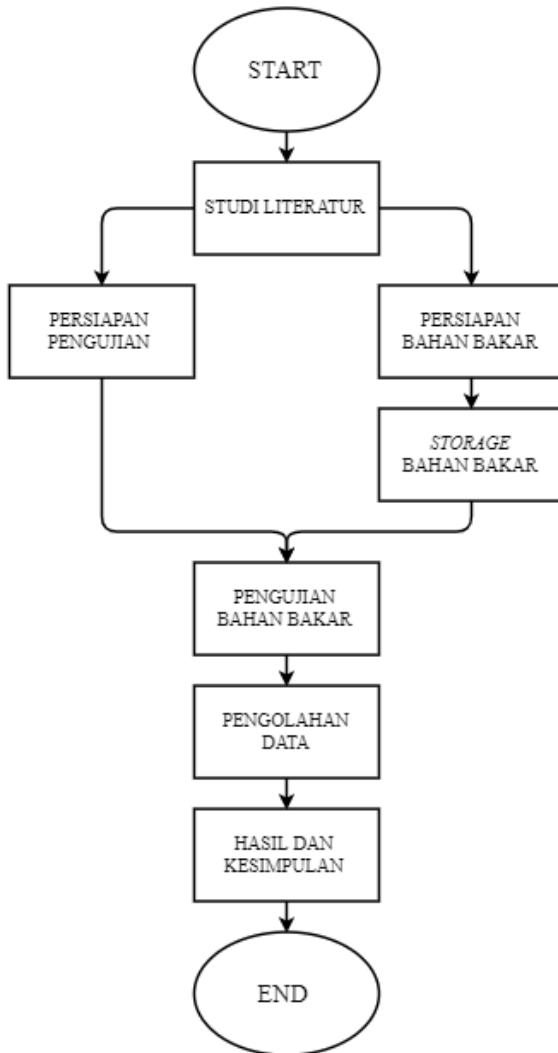 START
STUDI LITERATUR
PERSIAPAN
PENGUJIAN
PERSIAPAN
BAHAN BAKAR
STORAGE
BAHAN BAKAR
PENGUJIAN
BAHAN BAKAR
PENGOLAHAN
DATA
HASIL DAN
KESIMPULAN
END